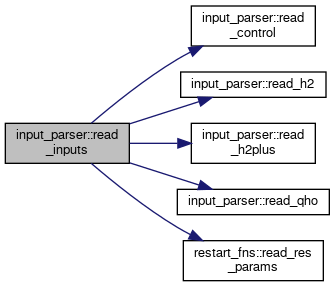 input_parser::read
_control
input_parser::read_h2
input_parser::read
_inputs
input_parser::read
_h2plus
input_parser::read_qho
restart_fns::read_res
_params